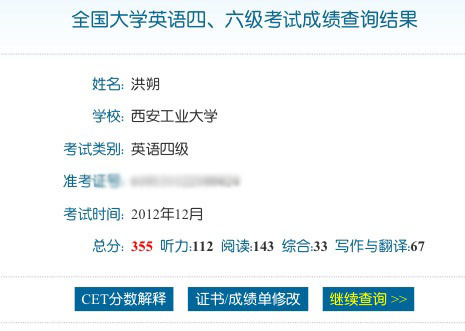 全国大学英语四、六级考试成绩查询结果
姓名: 洪朔
学校: 西安工业大学
考试类别: 英语四级
准考证号:
考试时间: 2012年12月
总分: 355 听力:112 阅读:143 综合:33 写作与翻译:67
CET分数解释 证书/成绩单修改 继续查询 >>